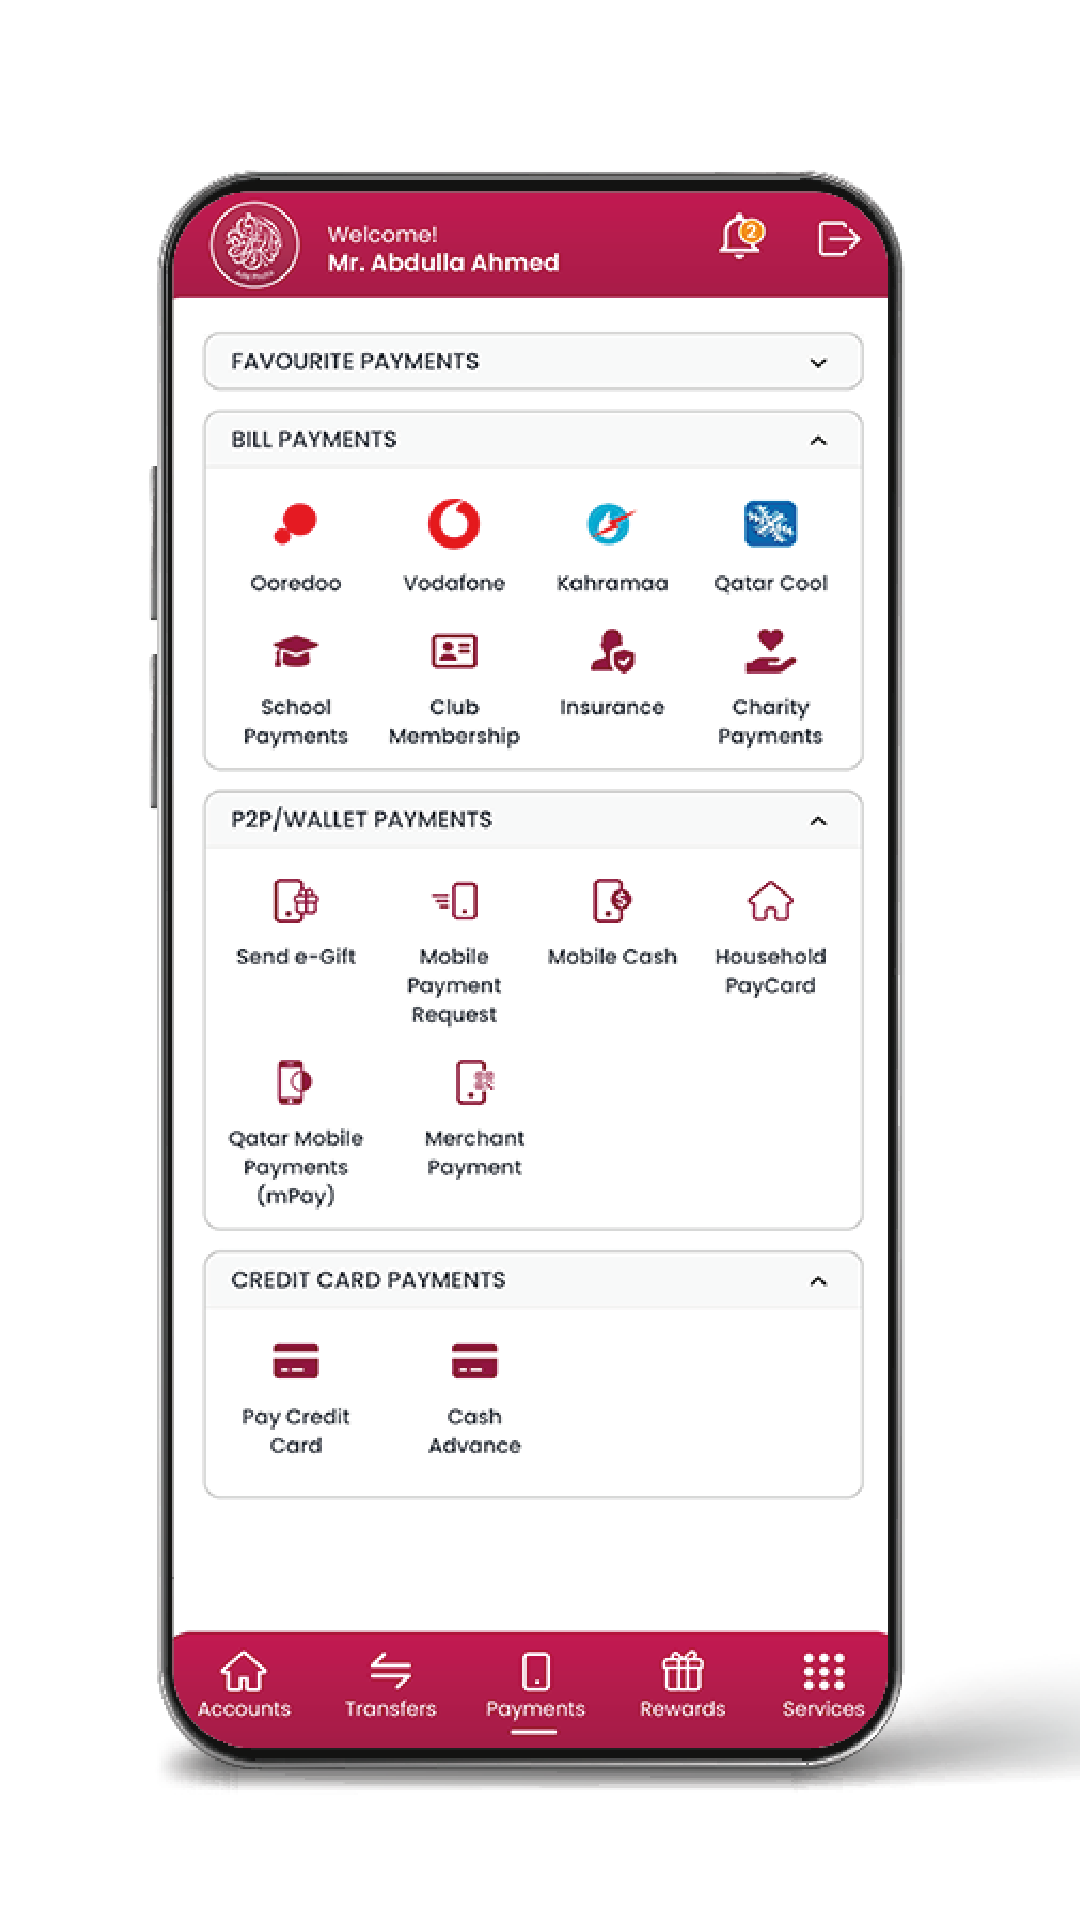 Welcome!
Mr. Abdulla Ahmed
2
FAVOURITE PAYMENTS
BILL PAYMENTS
Ooredoo
Vodafone
Kahramaa
Qatar Cool
School
Payments
Club
Membership
Insurance
Charity
Payments
P2P/WALLET PAYMENTS
Send e-Gift
Mobile
Payment
Request
Mobile Cash
Household
PayCard
Qatar Mobile
Payments
(mPay)
Merchant
Payment
CREDIT CARD PAYMENTS
Pay Credit
Card
Cash
Advance
Accounts
Transfers
Payments
Rewards
Services